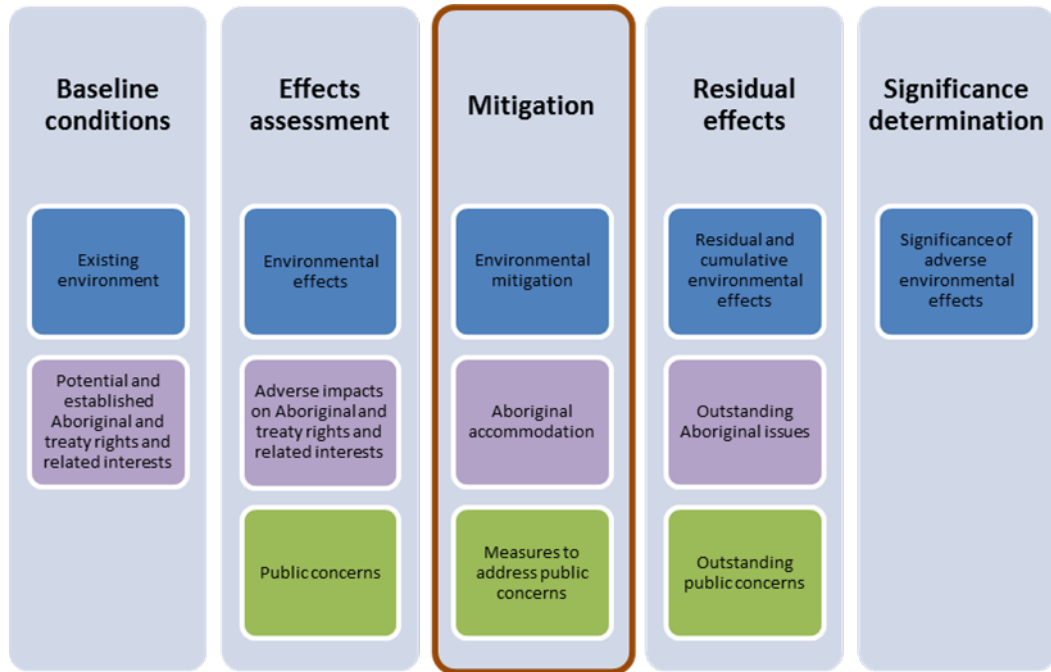 Baseline
conditions
Effects
assessment
Mitigation
Residual
effects
Significance
determination
Existing
environment
Environmental
effects
Environmental
mitigation
Residual and
cumulative
environmental
effects
Significance of
adverse
environmental
effects
Potential and
established
Aboriginal and
treaty rights and
related interests
Adverse impacts
on Aboriginal and
treaty rights and
related interests
Aboriginal
accommodation
Outstanding
Aboriginal issues
Public concerns
Measures to
address public
concerns
Outstanding
public concerns